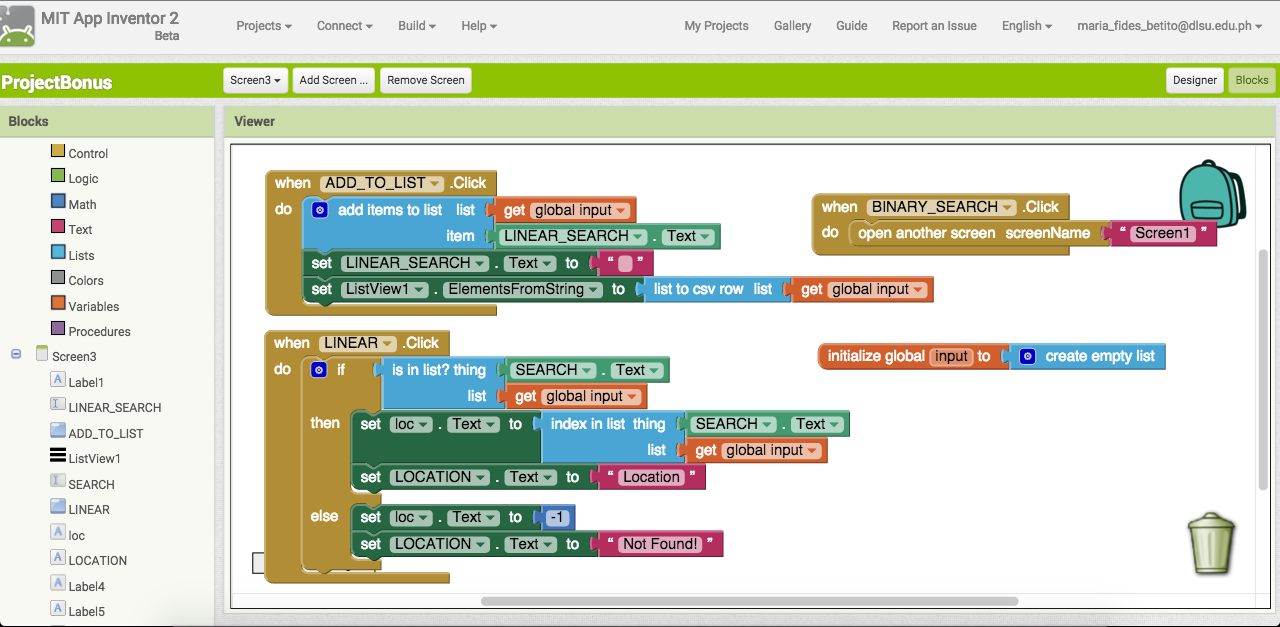 MIT App Inventor 2
Beta
Projects Connect Build Help My Projects Gallery Guide Report an Issue English maria_fides_betito@dlsu.edu.ph
ProjectBonus Screen3 Add Screen ... Remove Screen Designer Blocks
Blocks
Control
Logic
Math
Text
Lists
Colors
Variables
Procedures
Screen3
Label1
LINEAR_SEARCH
ADD_TO_LIST
ListView1
SEARCH
LINEAR
loc
LOCATION
Label4
Label5
Viewer
when ADD_TO_LIST .Click
do add items to list list get global input
item LINEAR_SEARCH . Text
set LINEAR_SEARCH . Text to " "
set ListView1 . ElementsFromString to list to csv row list get global input
when LINEAR .Click
do if is in list? thing SEARCH . Text
list get global input
then set loc . Text to index in list thing SEARCH . Text
list get global input
set LOCATION . Text to " Location "
else set loc . Text to -1
set LOCATION . Text to " Not Found! "
when BINARY_SEARCH .Click
do open another screen screenName " Screen1 "
initialize global input to create empty list